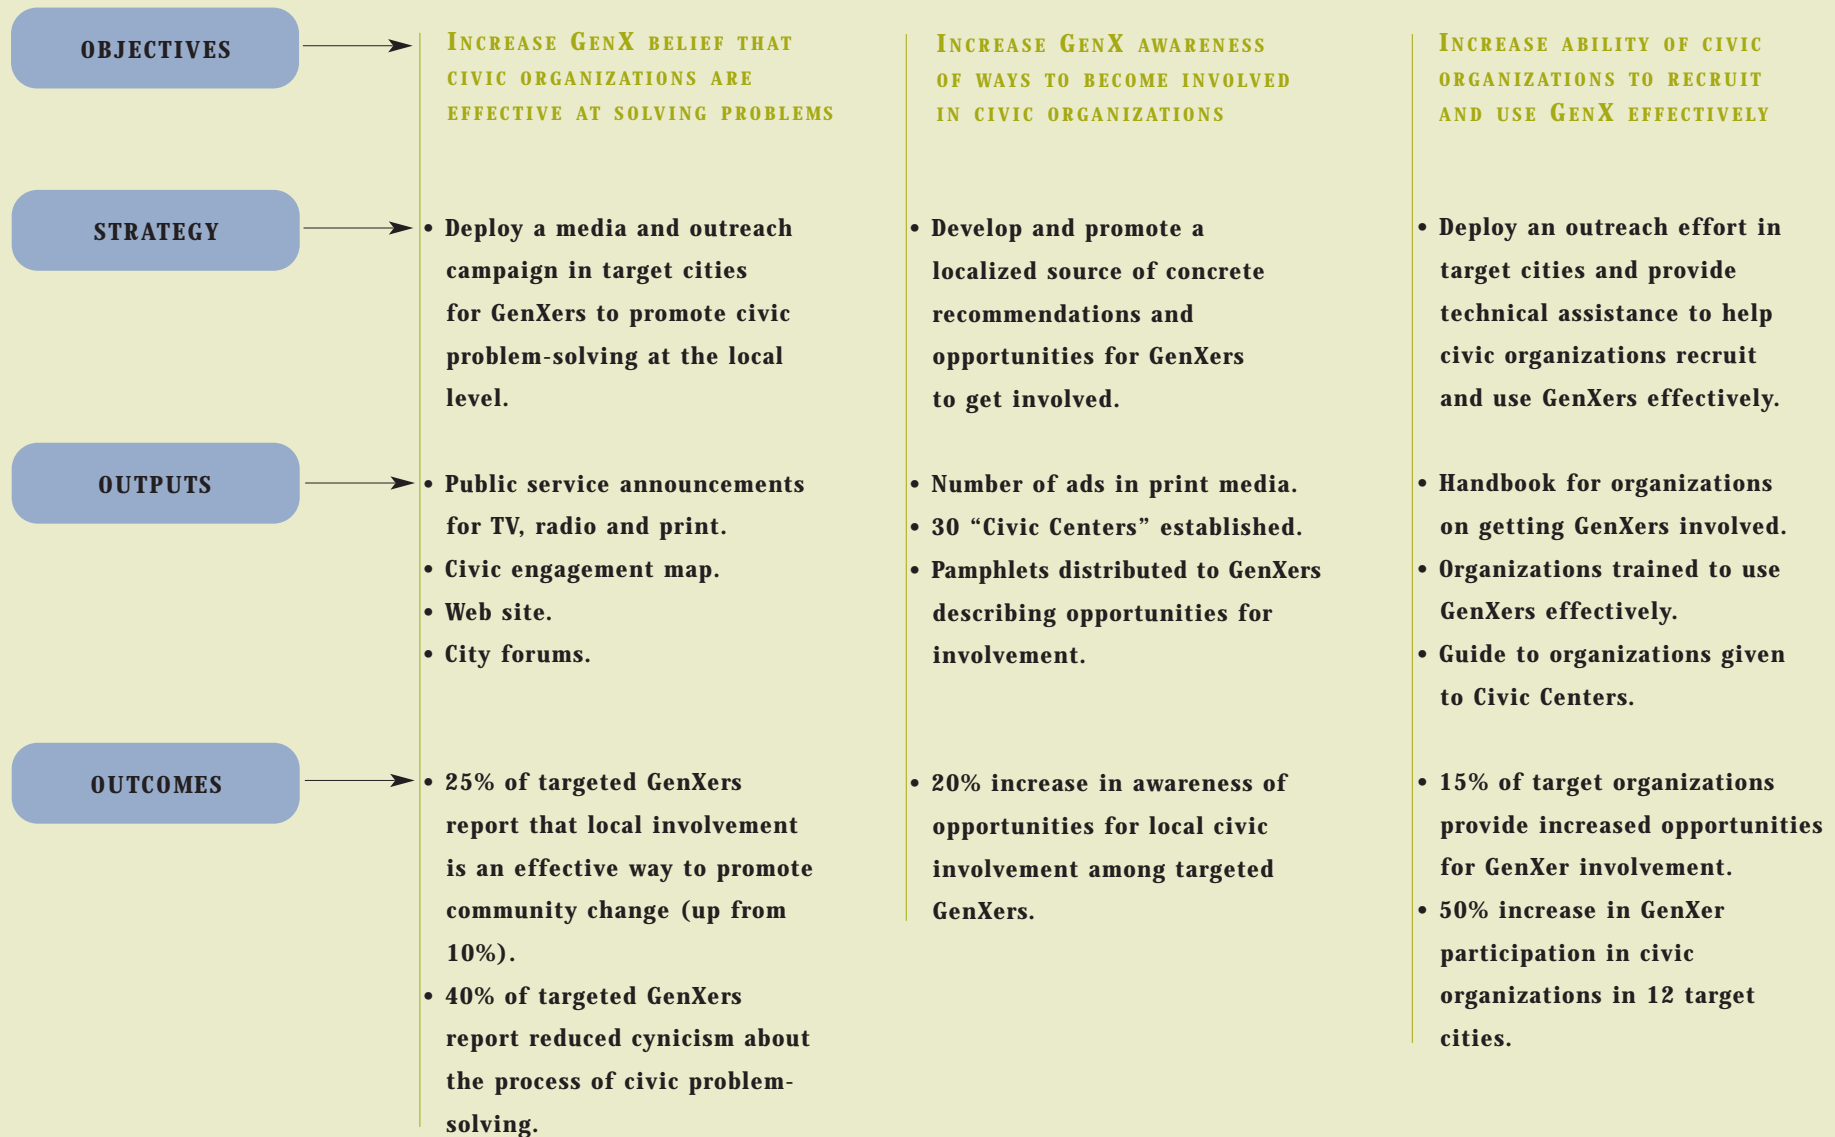 OBJECTIVES
INCREASE GENX BELIEF THAT
CIVIC ORGANIZATIONS ARE
EFFECTIVE AT SOLVING PROBLEMS
INCREASE GENX AWARENESS
OF WAYS TO BECOME INVOLVED
IN CIVIC ORGANIZATIONS
INCREASE ABILITY OF CIVIC
ORGANIZATIONS TO RECRUIT
AND USE GENX EFFECTIVELY
STRATEGY
• Deploy a media and outreach
campaign in target cities
for GenXers to promote civic
problem-solving at the local
level.
• Develop and promote a
localized source of concrete
recommendations and
opportunities for GenXers
to get involved.
• Deploy an outreach effort in
target cities and provide
technical assistance to help
civic organizations recruit
and use GenXers effectively.
OUTPUTS
• Public service announcements
for TV, radio and print.
• Civic engagement map.
• Web site.
• City forums.
• Number of ads in print media.
• 30 “Civic Centers” established.
• Pamphlets distributed to GenXers
describing opportunities for
involvement.
• Handbook for organizations
on getting GenXers involved.
• Organizations trained to use
GenXers effectively.
• Guide to organizations given
to Civic Centers.
OUTCOMES
• 25% of targeted GenXers
report that local involvement
is an effective way to promote
community change (up from
10%).
• 40% of targeted GenXers
report reduced cynicism about
the process of civic problem-
solving.
• 20% increase in awareness of
opportunities for local civic
involvement among targeted
GenXers.
• 15% of target organizations
provide increased opportunities
for GenXer involvement.
• 50% increase in GenXer
participation in civic
organizations in 12 target
cities.